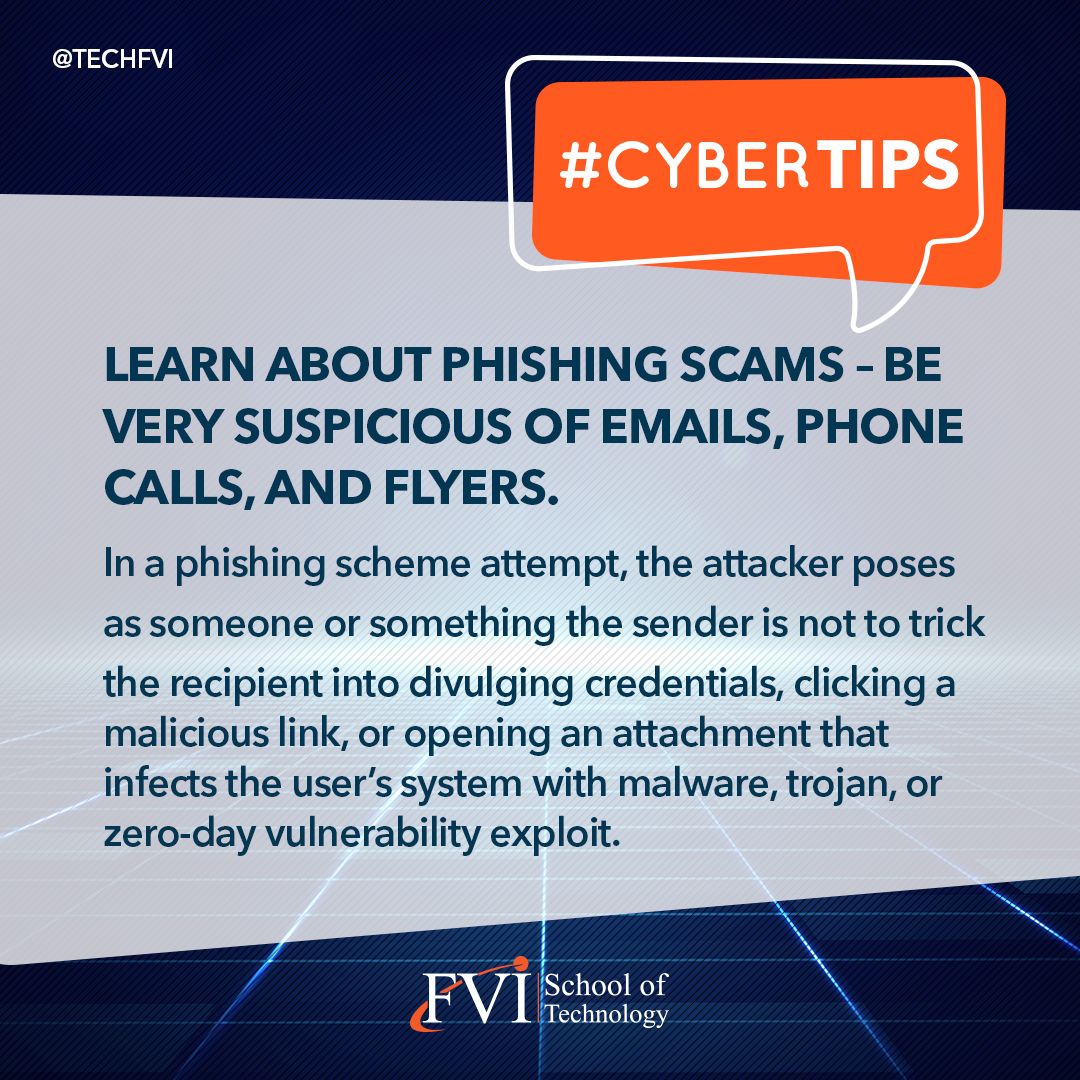 @TECHFVI
#CYBERTIPS
LEARN ABOUT PHISHING SCAMS – BE
VERY SUSPICIOUS OF EMAILS, PHONE
CALLS, AND FLYERS.
In a phishing scheme attempt, the attacker poses
as someone or something the sender is not to trick
the recipient into divulging credentials, clicking a
malicious link, or opening an attachment that
infects the user’s system with malware, trojan, or
zero-day vulnerability exploit.
FVI School of
Technology